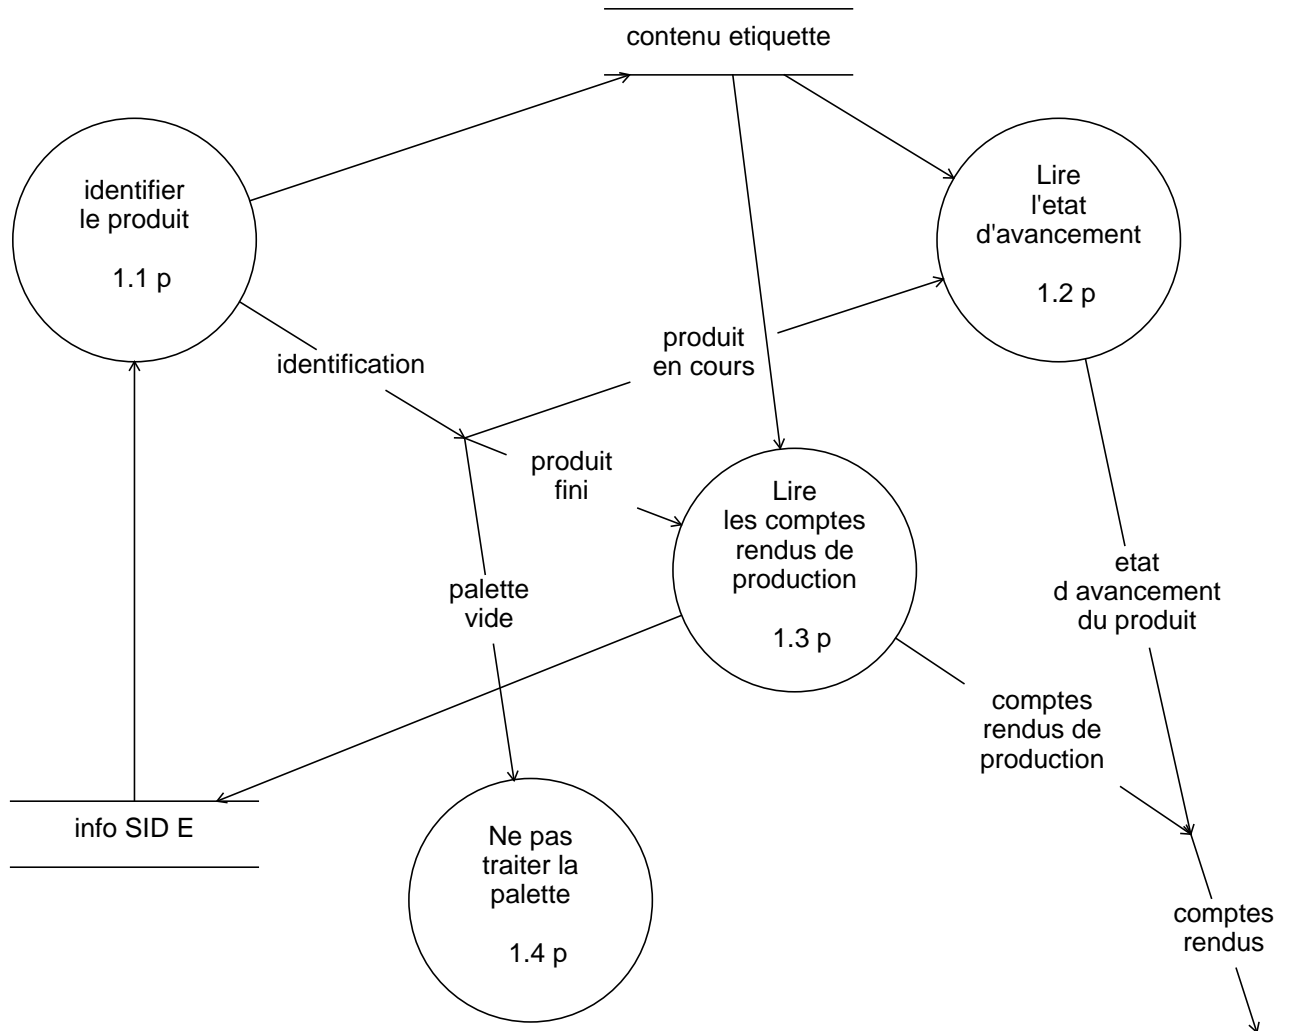 contenu etiquette
identifier
le produit
1.1 p
Lire
l'etat
d'avancement
1.2 p
identification
produit
en cours
produit
fini
Lire
les comptes
rendus de
production
1.3 p
palette
vide
etat
d avancement
du produit
comptes
rendus de
production
info SID E
Ne pas
traiter la
palette
1.4 p
comptes
rendus